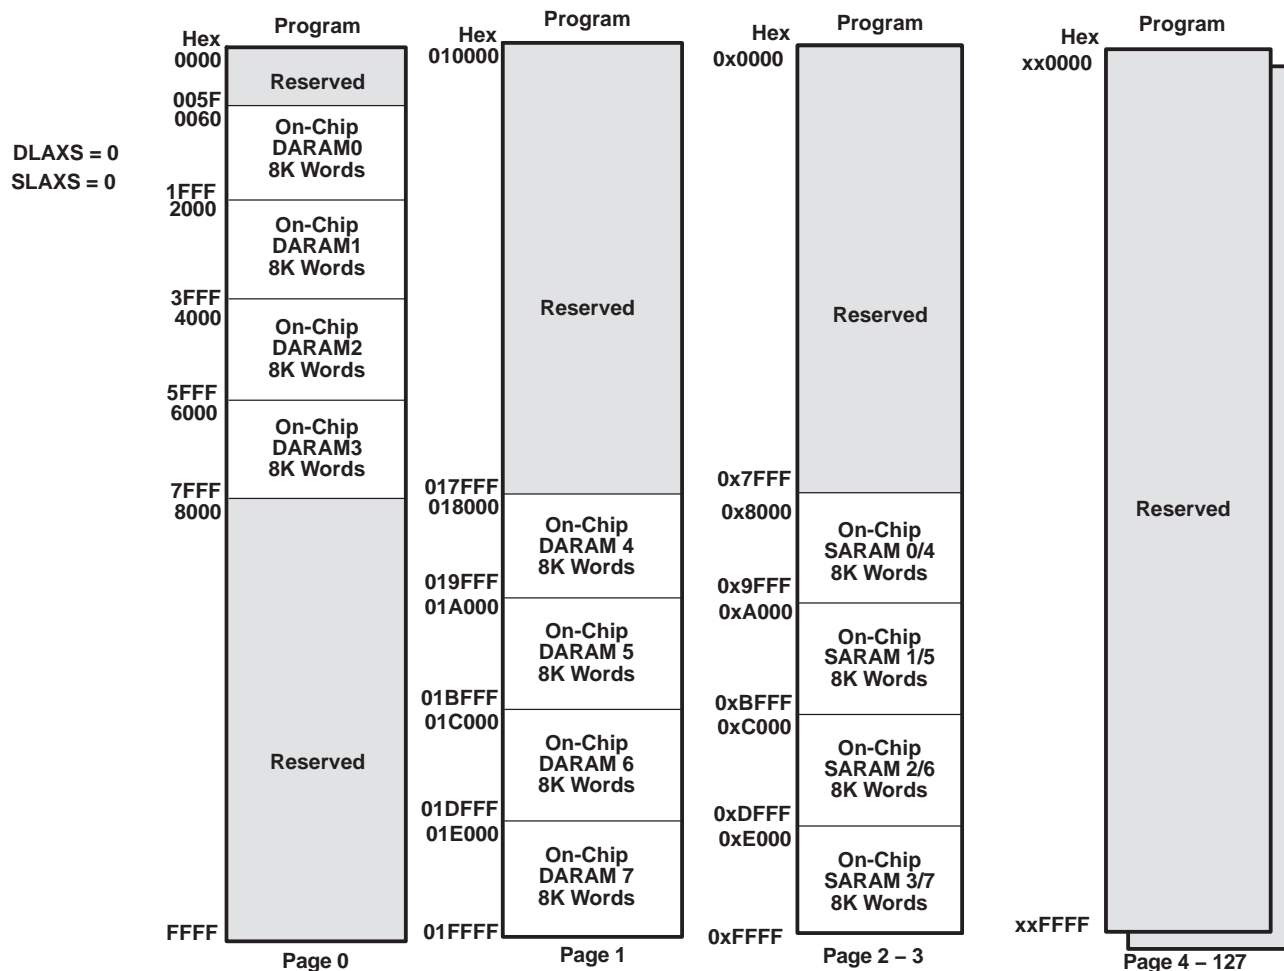 DLAXS = 0
SLAXS = 0
Program
Hex
0000
Reserved
005F
0060
On-Chip
DARAM0
8K Words
1FFF
2000
On-Chip
DARAM1
8K Words
3FFF
4000
On-Chip
DARAM2
8K Words
5FFF
6000
On-Chip
DARAM3
8K Words
7FFF
8000
Reserved
FFFF
Page 0
Program
Hex
010000
Reserved
017FFF
018000
On-Chip
DARAM 4
8K Words
019FFF
01A000
On-Chip
DARAM 5
8K Words
01BFFF
01C000
On-Chip
DARAM 6
8K Words
01DFFF
01E000
On-Chip
DARAM 7
8K Words
01FFFF
Page 1
Program
Hex
0x0000
Reserved
0x7FFF
0x8000
On-Chip
SARAM 0/4
8K Words
0x9FFF
0xA000
On-Chip
SARAM 1/5
8K Words
0xBFFF
0xC000
On-Chip
SARAM 2/6
8K Words
0xDFFF
0xE000
On-Chip
SARAM 3/7
8K Words
0xFFFF
Page 2 – 3
Program
Hex
xx0000
Reserved
xxFFFF
Page 4 – 127